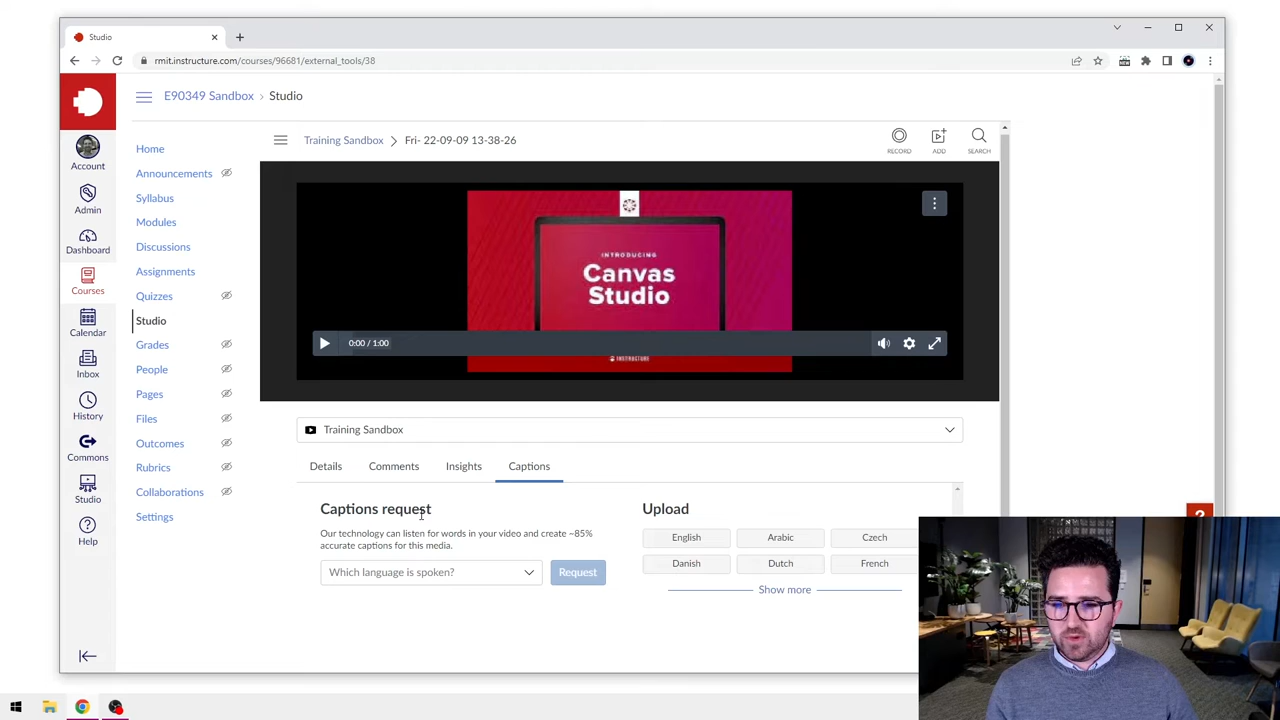 Studio
rmit.instructure.com/courses/96681/external_tools/38
E90349 Sandbox › Studio
Account
Admin
Dashboard
Courses
Calendar
Inbox
History
Commons
Studio
Help
Home
Announcements
Syllabus
Modules
Discussions
Assignments
Quizzes
Studio
Grades
People
Pages
Files
Outcomes
Rubrics
Collaborations
Settings
Training Sandbox
Fri- 22-09-09 13-38-26
RECORD
ADD
SEARCH
INTRODUCING
Canvas
Studio
0:00 / 1:00
INSTRUCTURE
Training Sandbox
Details
Comments
Insights
Captions
Captions request
Our technology can listen for words in your video and create ~85%
accurate captions for this media.
Which language is spoken?
Request
Upload
English
Arabic
Czech
Danish
Dutch
French
Show more